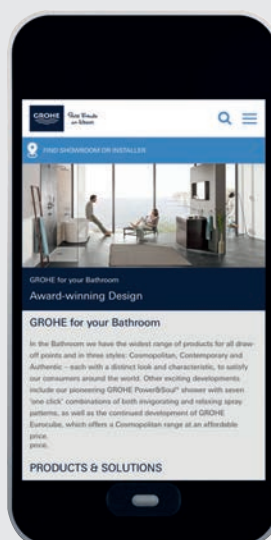 GROHE
Pure Freude
an Wasser
FIND SHOWROOM OR INSTALLER
GROHE for your Bathroom
Award-winning Design
GROHE for your Bathroom
In the Bathroom we have the widest range of products for all draw-
off points and in three styles: Cosmopolitan, Contemporary and
Authentic – each with a distinct look and characteristic, to satisfy
our consumers around the world. Other exciting developments
include our pioneering GROHE Power&Soul® shower with seven
'one click' combinations of both invigorating and relaxing spray
patterns, as well as the continued development of GROHE
Eurocube, which offers a Cosmopolitan range at an affordable
price.
price.
PRODUCTS & SOLUTIONS